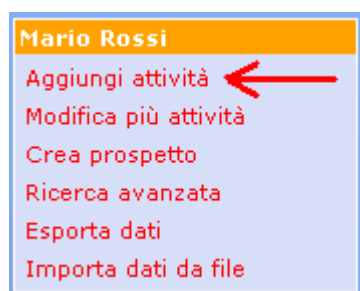 Mario Rossi
Aggiungi attività
Modifica più attività
Crea prospetto
Ricerca avanzata
Esporta dati
Importa dati da file